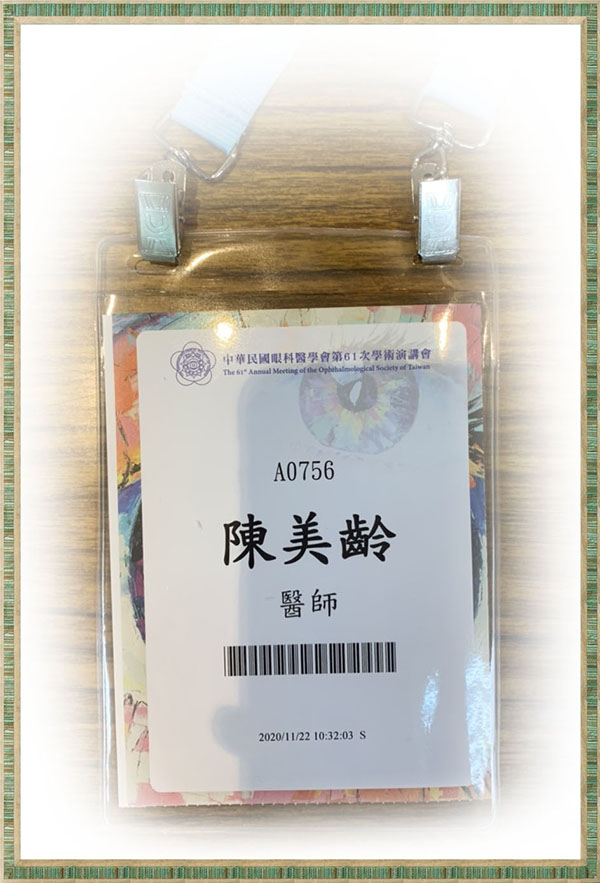 中華民國眼科醫學會第61次學術演講會
The 61st Annual Meeting of the Ophthalmological Society of Taiwan
A0756
陳美齡
醫師
2020/11/22 10:32:03 S